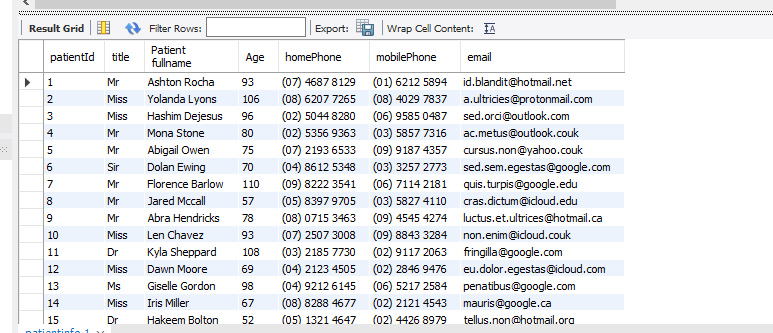 Result Grid Filter Rows: Export: Wrap Cell Content:
patientId title Patient fullname Age homePhone mobilePhone email
1 Mr Ashton Rocha 93 (07) 4687 8129 (01) 6212 5894 id.blandit@hotmail.net
2 Miss Yolanda Lyons 106 (08) 6207 7265 (08) 4029 7837 a.ultricies@protonmail.com
3 Miss Hashim Dejesus 96 (02) 5044 8280 (06) 9585 0487 sed.orci@outlook.com
4 Mr Mona Stone 80 (02) 5356 9363 (03) 5857 7316 ac.metus@outlook.couk
5 Mr Abigail Owen 75 (07) 2193 6533 (09) 9187 4357 cursus.non@yahoo.couk
6 Sir Dolan Ewing 70 (04) 8612 5348 (03) 3257 2773 sed.sem.egestas@google.com
7 Mr Florence Barlow 110 (09) 8222 3541 (06) 7114 2181 quis.turpis@google.edu
8 Mr Jared Mccall 57 (05) 8397 9705 (03) 5827 4110 cras.dictum@icloud.edu
9 Mr Abra Hendricks 78 (08) 0715 3463 (09) 4545 4274 luctus.et.ultrices@hotmail.ca
10 Miss Len Chavez 93 (07) 2507 3008 (09) 8843 3284 non.enim@icloud.couk
11 Dr Kyla Sheppard 108 (03) 2185 7730 (02) 9117 2063 fringilla@google.com
12 Miss Dawn Moore 69 (04) 2123 4505 (02) 2846 9476 eu.dolor.egestas@icloud.com
13 Ms Giselle Gordon 98 (04) 9212 6145 (06) 5217 2584 penatibus@google.com
14 Miss Iris Miller 67 (08) 8288 4677 (02) 2121 4543 mauris@google.ca
15 Dr Hakeem Bolton 52 (05) 1321 4647 (02) 4426 8979 tellus.non@hotmail.org